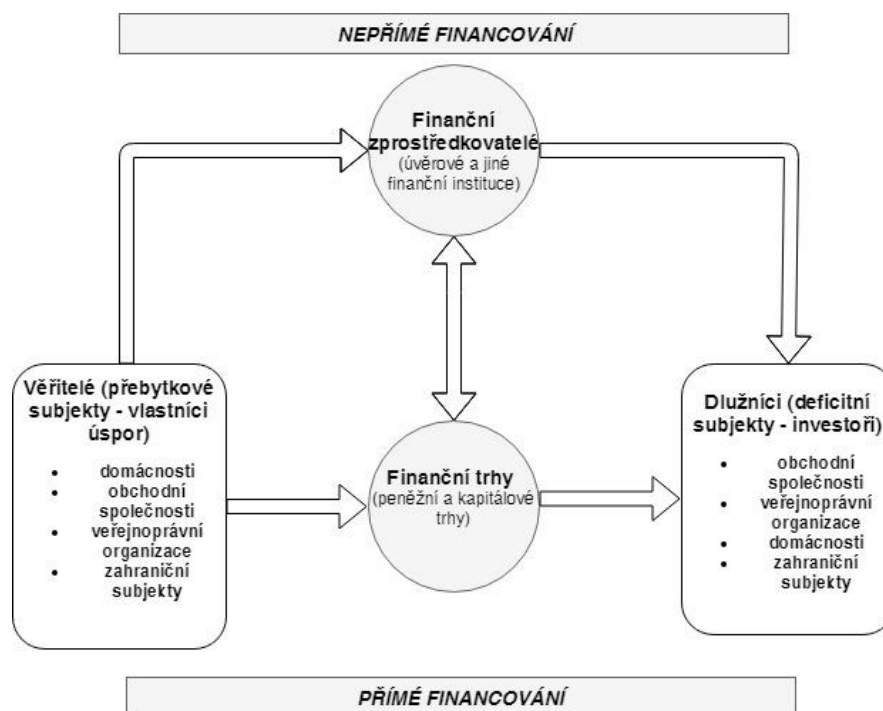 NEPŘÍMÉ FINANCOVÁNÍ
Finanční
zprostředkovatelé
(úvěrové a jiné
finanční instituce)
Věřitelé (přebytkové
subjekty - vlastníci
úspor)
• domácnosti
• obchodní
společnosti
• veřejnoprávní
organizace
• zahraniční
subjekty
Finanční trhy
(peněžní a kapitálové
trhy)
Dlužníci (deficitní
subjekty - investoři)
• obchodní
společnosti
• veřejnoprávní
organizace
• domácnosti
• zahraniční
subjekty
PŘÍMÉ FINANCOVÁNÍ